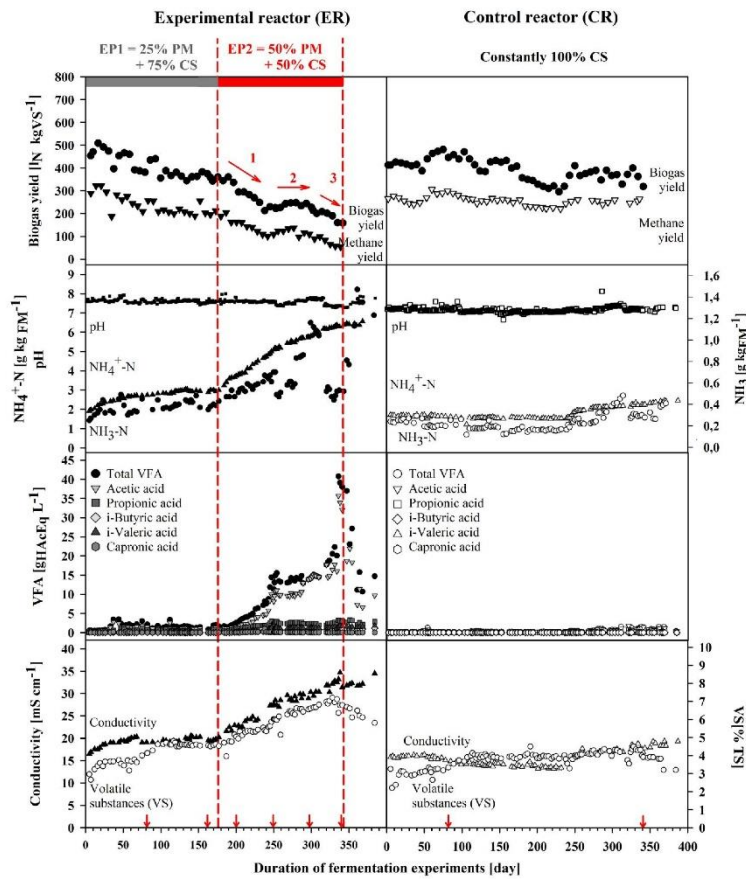 Experimental reactor (ER)
Control reactor (CR)
EP1 = 25% PM
+ 75% CS
EP2 = 50% PM
+ 50% CS
Constantly 100% CS
800
700
600
500
400
300
200
100
0
Biogas yield [lN kgVS-1]
1
2
3
Biogas
yield
Methane
yield
Biogas
yield
Methane
yield
9
8
7
6
5
4
3
2
1
0
NH4+-N [g kg FM-1]
pH
pH
NH4+-N
NH3-N
pH
NH4+-N
NH3-N
1,6
1,4
1,2
1,0
0,8
0,6
0,4
0,2
0,0
NH3 [g kgFM-1]
45
40
35
30
25
20
15
10
5
0
VFA [gHAcEq L-1]
Total VFA
Acetic acid
Propionic acid
i-Butyric acid
i-Valeric acid
Capronic acid
Total VFA
Acetic acid
Propionic acid
i-Butyric acid
i-Valeric acid
Capronic acid
40
35
30
25
20
15
10
5
0
Conductivity [mS cm-1]
Conductivity
Volatile
substances (VS)
Conductivity
Volatile
substances (VS)
10
9
8
7
6
5
4
3
2
1
0
VS[% TS]
0 50 100 150 200 250 300 350 0 50 100 150 200 250 300 350 400
Duration of fermentation experiments [day]